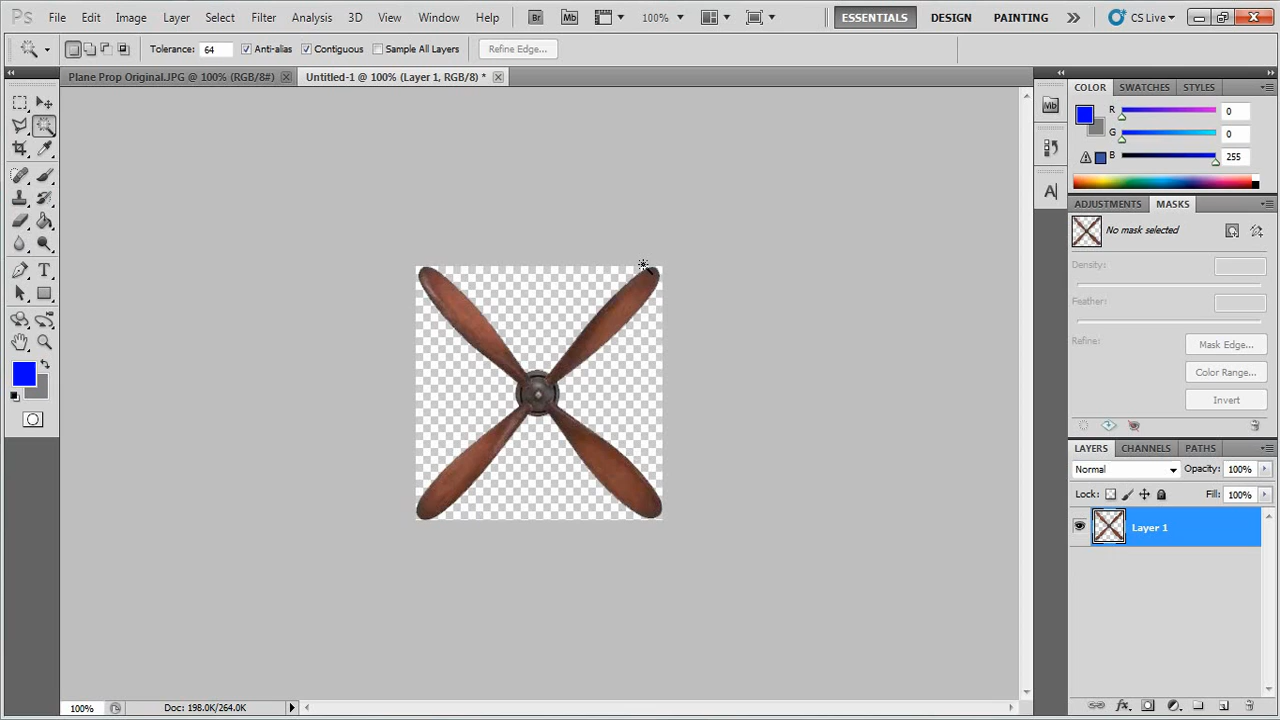 Ps File Edit Image Layer Select Filter Analysis 3D View Window Help Br Mb 100% ESSENTIALS DESIGN PAINTING CS Live
Tolerance: 64 Anti-alias Contiguous Sample All Layers Refine Edge...
Plane Prop Original.JPG @ 100% (RGB/8#) Untitled-1 @ 100% (Layer 1, RGB/8) *
COLOR SWATCHES STYLES
Mb
R 0
G 0
B 255
A
ADJUSTMENTS MASKS
No mask selected
Density:
Feather:
Refine: Mask Edge...
Color Range...
Invert
LAYERS CHANNELS PATHS
Normal Opacity: 100%
Lock: Fill: 100%
Layer 1
T
100% Doc: 198.0K/264.0K
fx